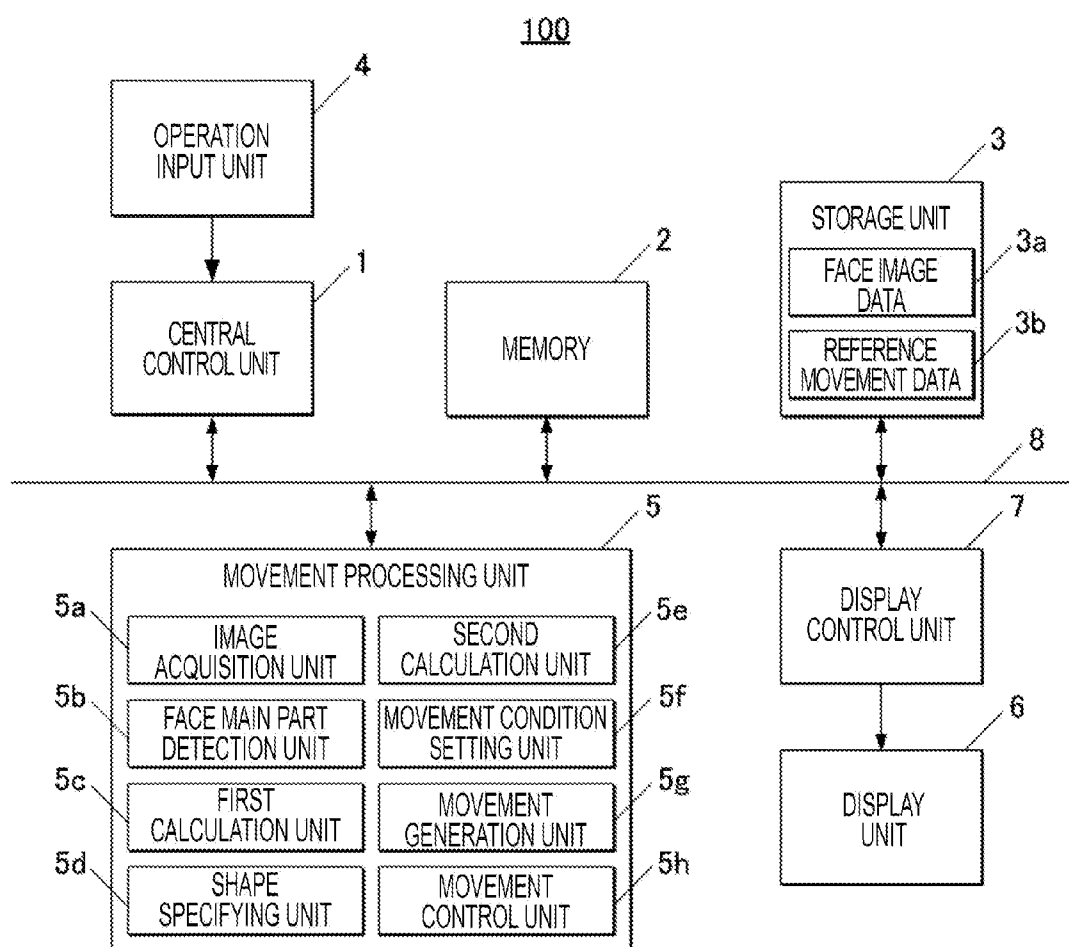 100
4
OPERATION
INPUT UNIT
1
CENTRAL
CONTROL UNIT
2
MEMORY
3
STORAGE UNIT
3a
FACE IMAGE
DATA
3b
REFERENCE
MOVEMENT DATA
8
5
MOVEMENT PROCESSING UNIT
5a
IMAGE
ACQUISITION UNIT
5b
FACE MAIN PART
DETECTION UNIT
5c
FIRST
CALCULATION UNIT
5d
SHAPE
SPECIFYING UNIT
5e
SECOND
CALCULATION UNIT
5f
MOVEMENT CONDITION
SETTING UNIT
5g
MOVEMENT
GENERATION UNIT
5h
MOVEMENT
CONTROL UNIT
7
DISPLAY
CONTROL UNIT
6
DISPLAY
UNIT